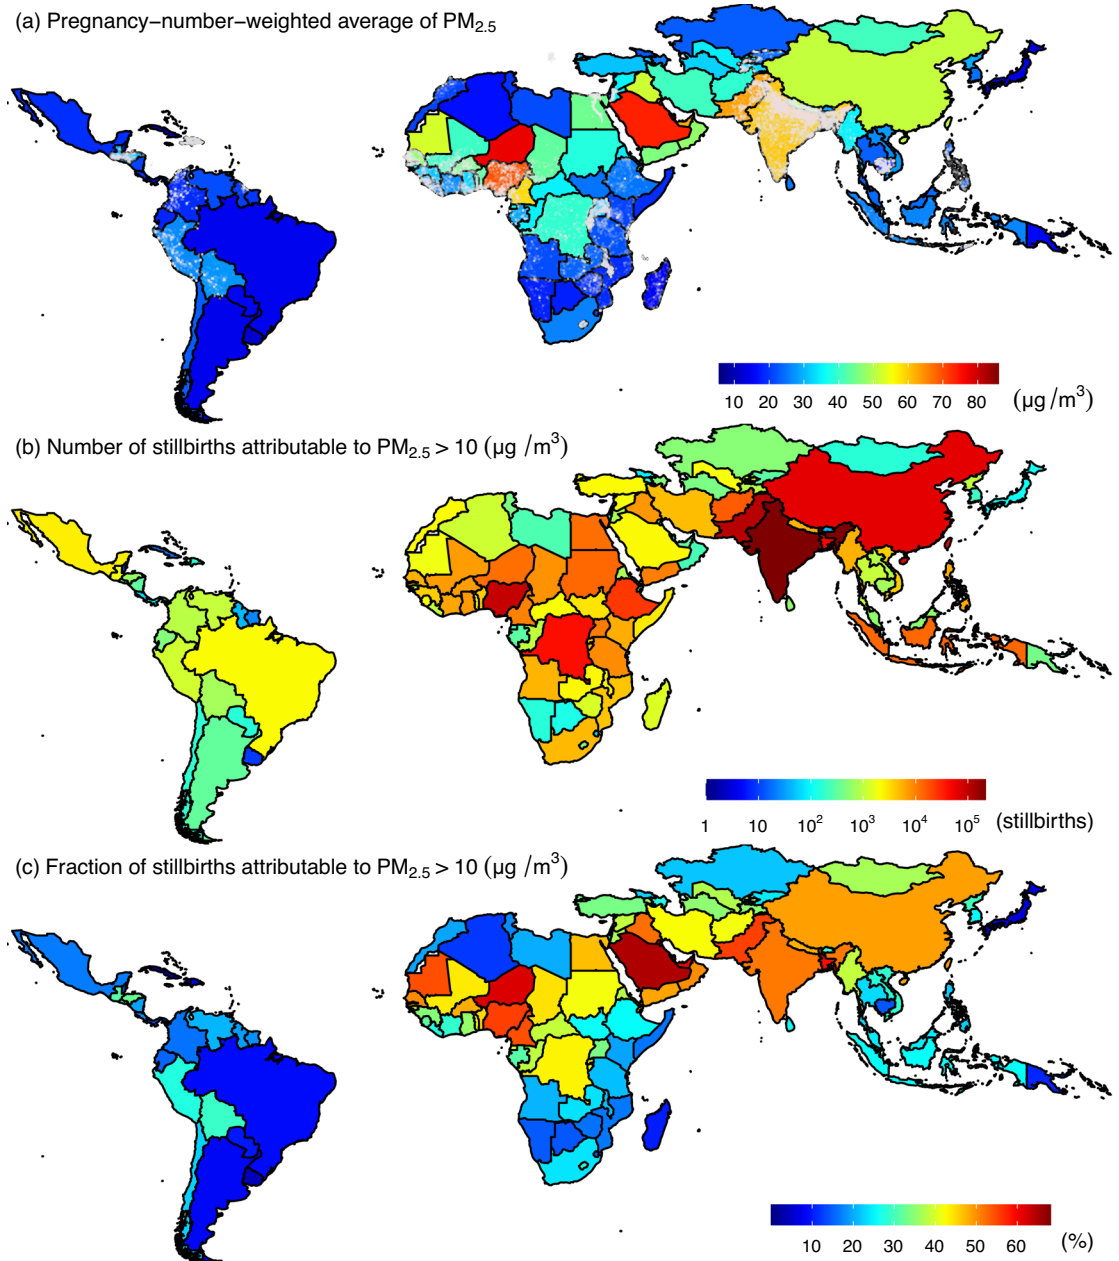 (a) Pregnancy−number−weighted average of PM2.5
10 20 30 40 50 60 70 80 (μg /m³)
(b) Number of stillbirths attributable to PM2.5 > 10 (μg /m³)
1 10 10² 10³ 10⁴ 10⁵ (stillbirths)
(c) Fraction of stillbirths attributable to PM2.5 > 10 (μg /m³)
10 20 30 40 50 60 (%)